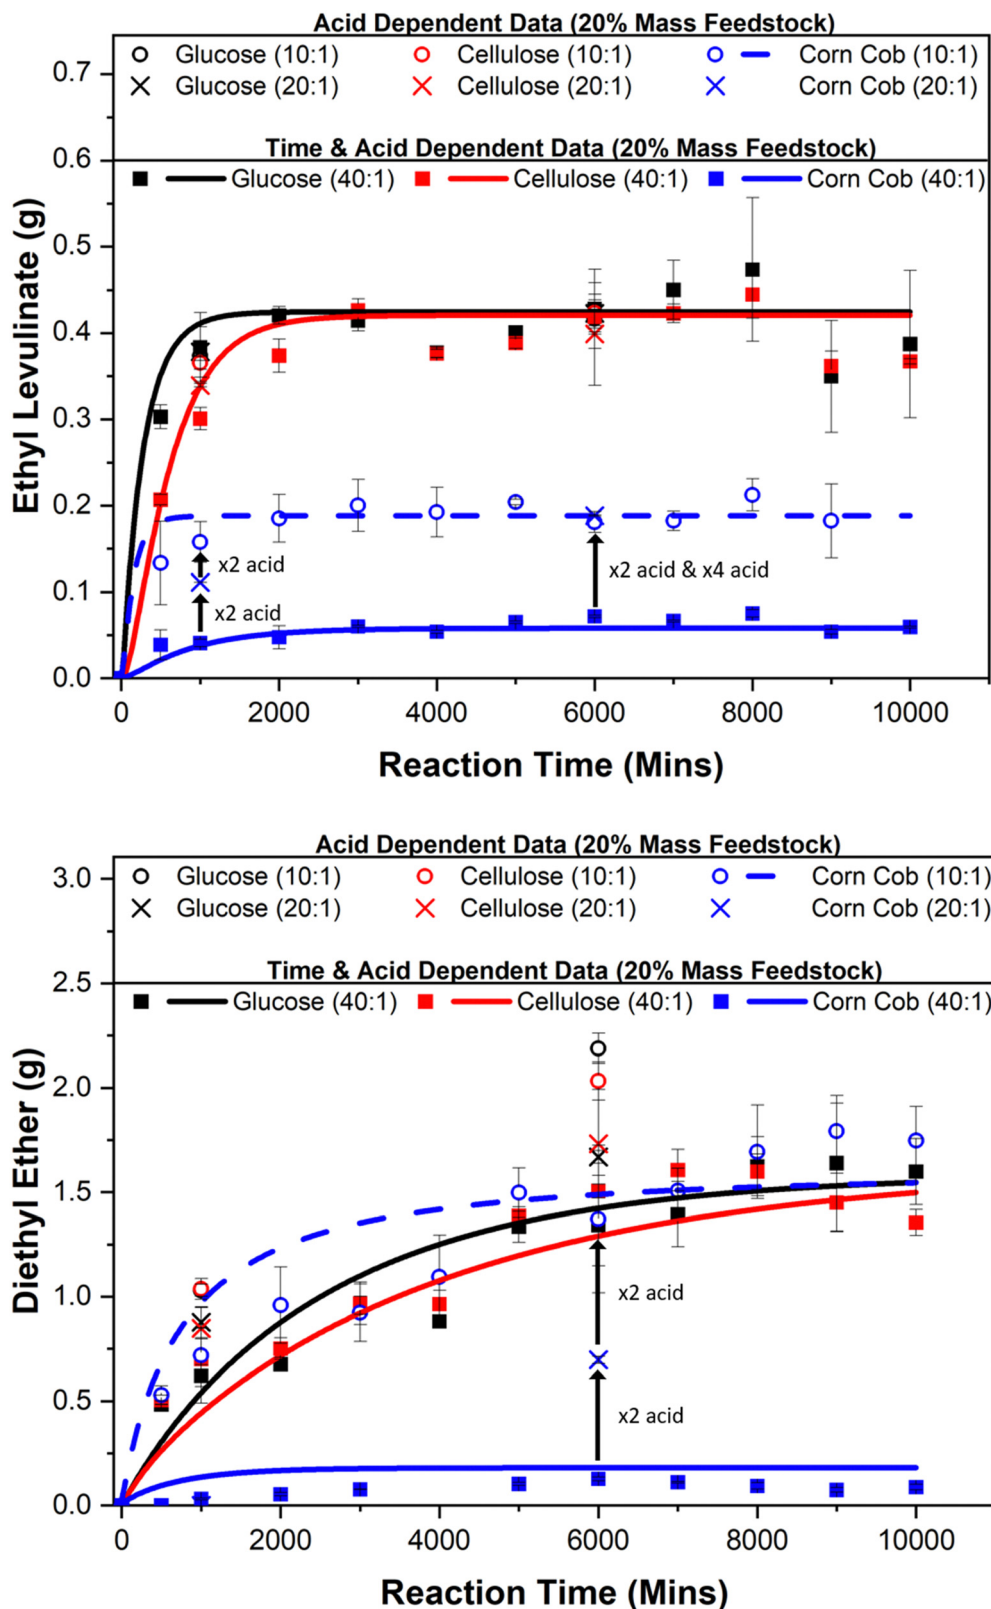 Acid Dependent Data (20% Mass Feedstock)
Glucose (10:1) Cellulose (10:1) Corn Cob (10:1)
Glucose (20:1) Cellulose (20:1) Corn Cob (20:1)
Time & Acid Dependent Data (20% Mass Feedstock)
Glucose (40:1) Cellulose (40:1) Corn Cob (40:1)
Ethyl Levulinate (g)
0.7
0.6
0.5
0.4
0.3
0.2
0.1
0.0
x2 acid
x2 acid
x2 acid & x4 acid
0 2000 4000 6000 8000 10000
Reaction Time (Mins)
Acid Dependent Data (20% Mass Feedstock)
Glucose (10:1) Cellulose (10:1) Corn Cob (10:1)
Glucose (20:1) Cellulose (20:1) Corn Cob (20:1)
Time & Acid Dependent Data (20% Mass Feedstock)
Glucose (40:1) Cellulose (40:1) Corn Cob (40:1)
Diethyl Ether (g)
3.0
2.5
2.0
1.5
1.0
0.5
0.0
x2 acid
x2 acid
0 2000 4000 6000 8000 10000
Reaction Time (Mins)